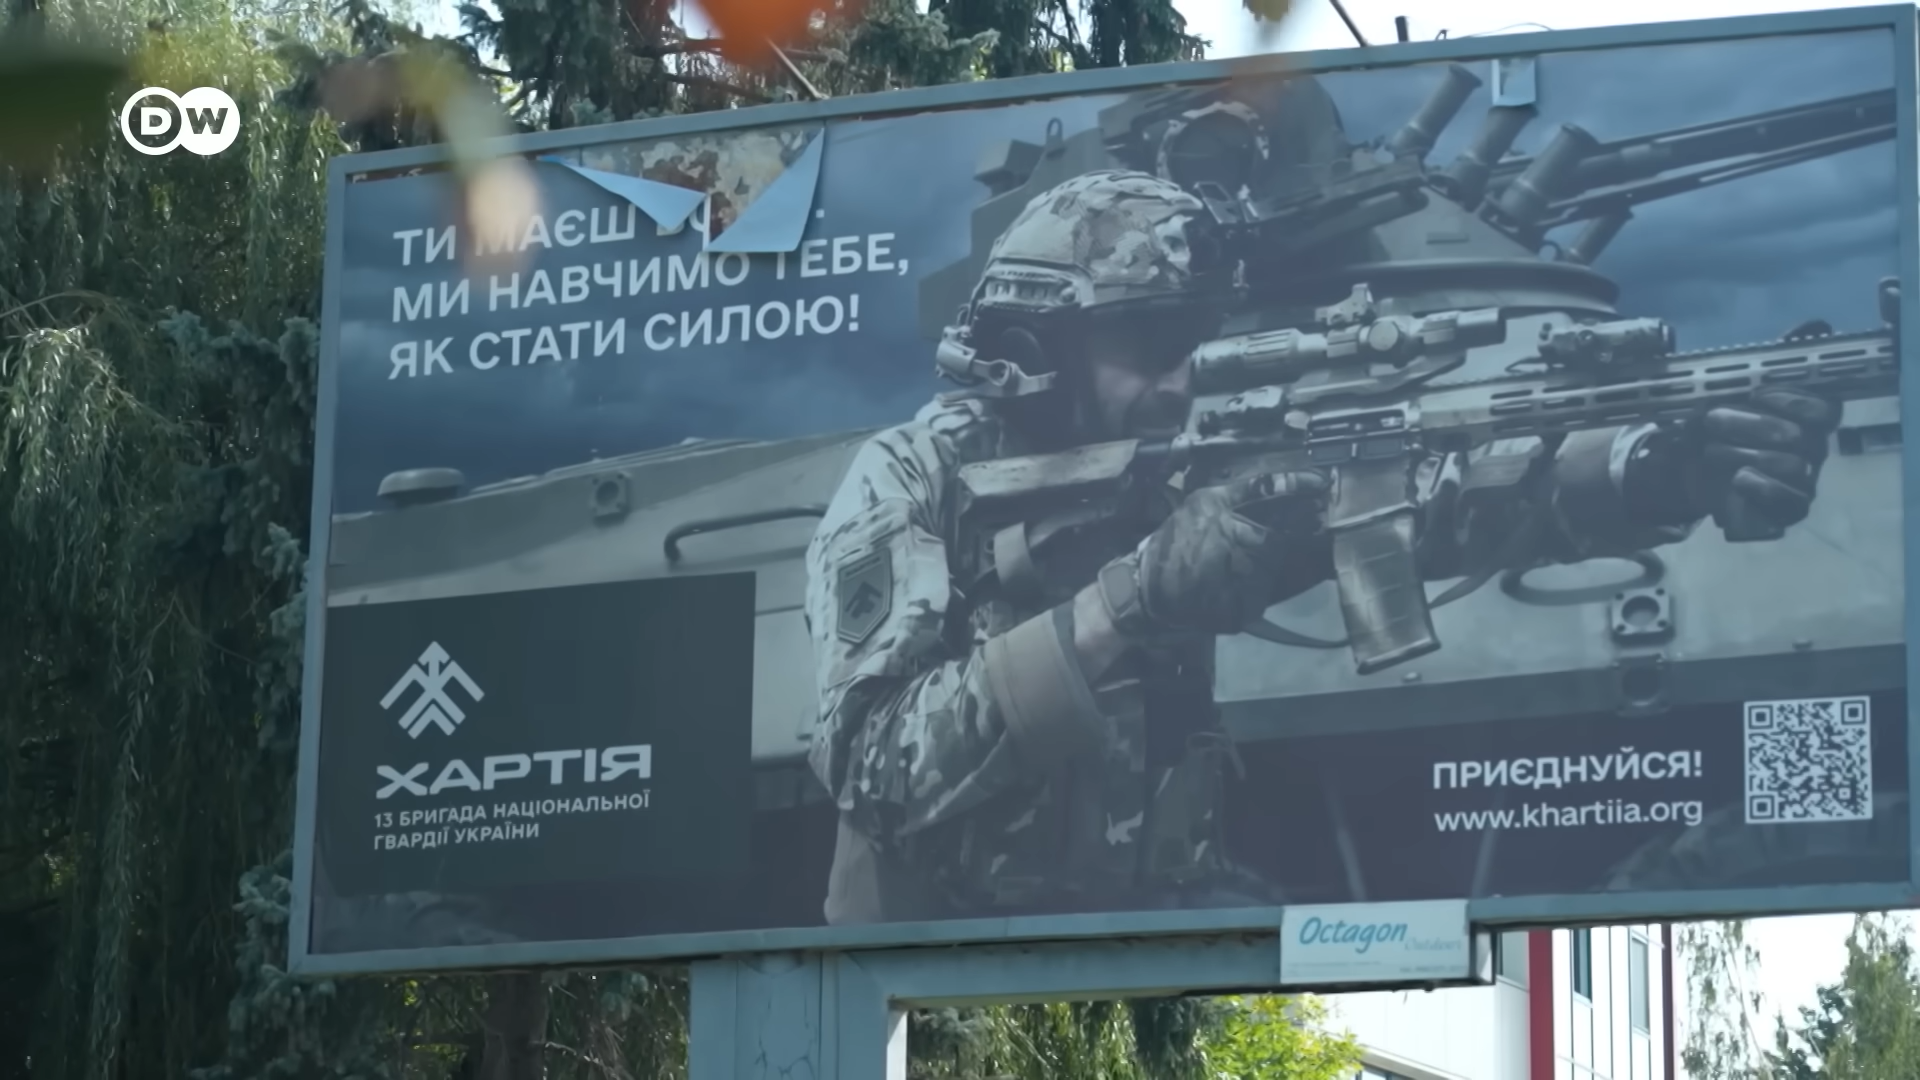 DW
ТИ МАЄШ
МИ НАВЧИМО ТЕБЕ,
ЯК СТАТИ СИЛОЮ!
ХАРТІЯ
13 БРИГАДА НАЦІОНАЛЬНОЇ
ГВАРДІЇ УКРАЇНИ
ПРИЄДНУЙСЯ!
www.khartiia.org
Octagon
Outdoor